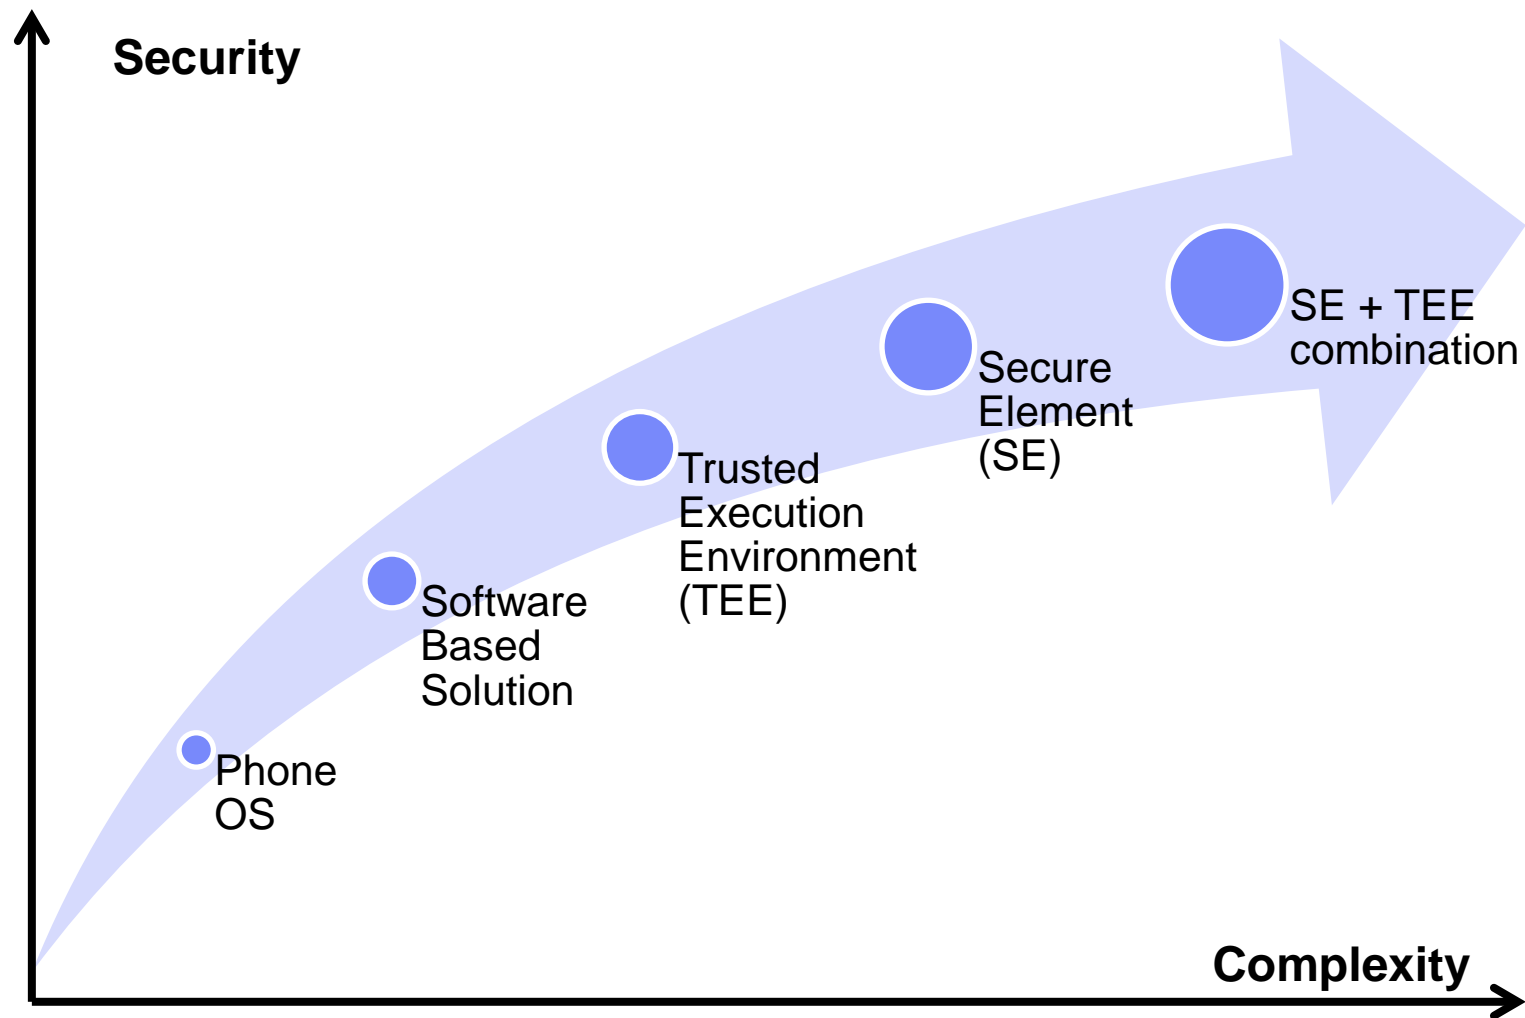 Security
SE + TEE
combination
Secure
Element
(SE)
Trusted
Execution
Environment
(TEE)
Software
Based
Solution
Phone
OS
Complexity